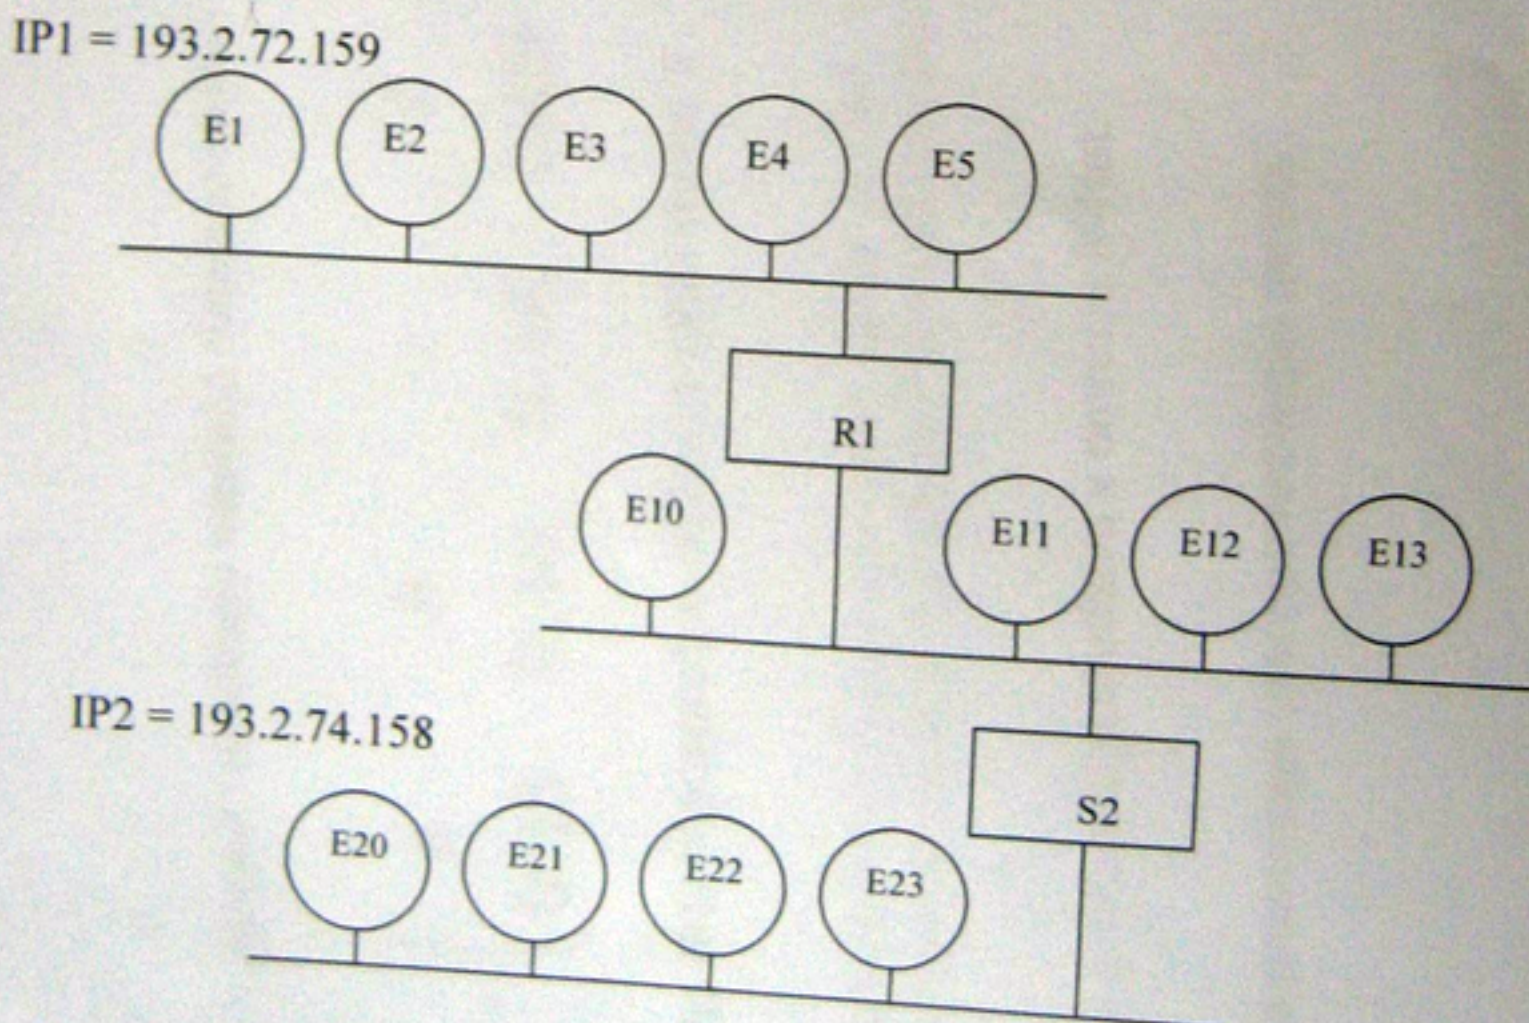 IP1 = 193.2.72.159
E1 E2 E3 E4 E5
R1
E10 E11 E12 E13
IP2 = 193.2.74.158
S2
E20 E21 E22 E23